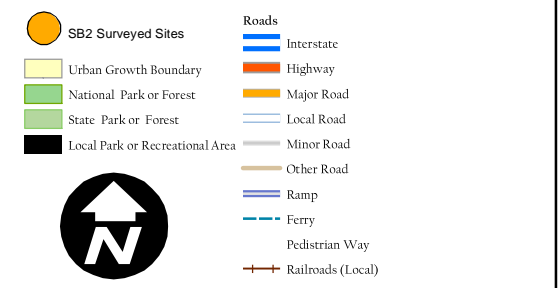 SB2 Surveyed Sites
Urban Growth Boundary
National Park or Forest
State Park or Forest
Local Park or Recreational Area
N
Roads
Interstate
Highway
Major Road
Local Road
Minor Road
Other Road
Ramp
Ferry
Pedistrian Way
Railroads (Local)